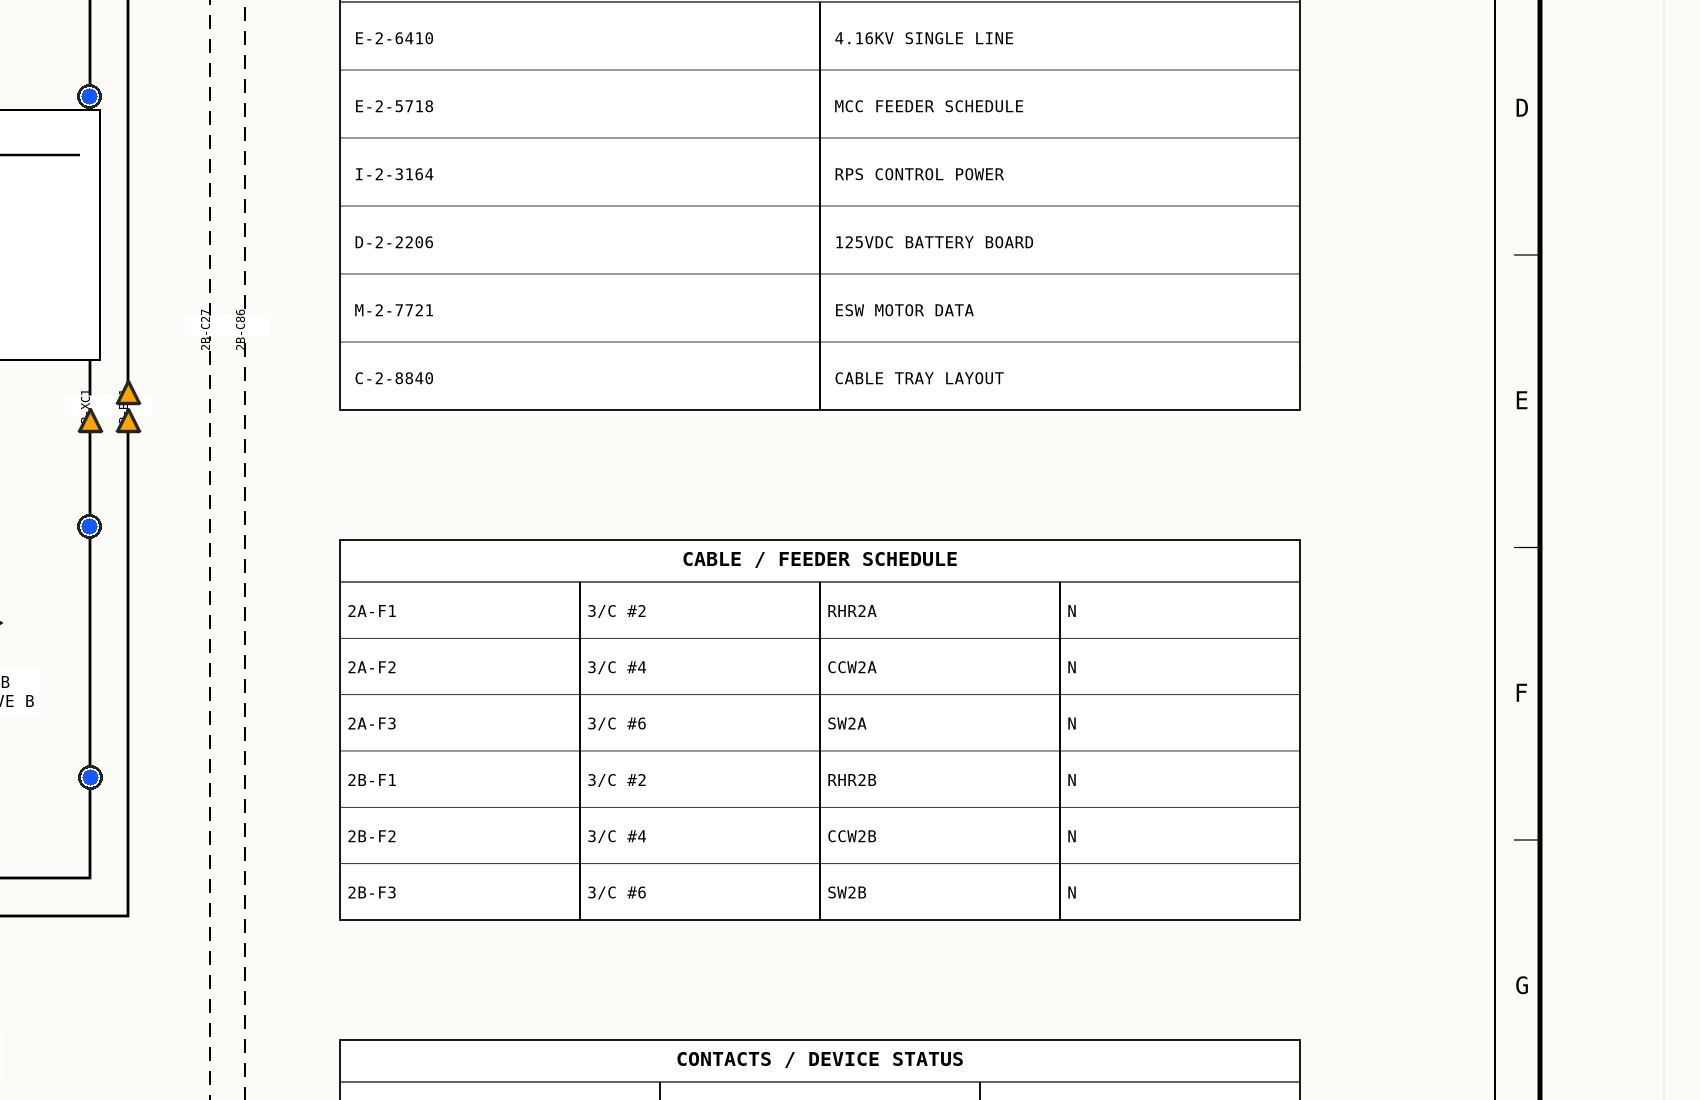 E-2-6410 4.16KV SINGLE LINE
E-2-5718 MCC FEEDER SCHEDULE
I-2-3164 RPS CONTROL POWER
D-2-2206 125VDC BATTERY BOARD
M-2-7721 ESW MOTOR DATA
C-2-8840 CABLE TRAY LAYOUT
2B-C27
2B-C86
B
VE B
CABLE / FEEDER SCHEDULE
2A-F1 3/C #2 RHR2A N
2A-F2 3/C #4 CCW2A N
2A-F3 3/C #6 SW2A N
2B-F1 3/C #2 RHR2B N
2B-F2 3/C #4 CCW2B N
2B-F3 3/C #6 SW2B N
CONTACTS / DEVICE STATUS
D
E
F
G